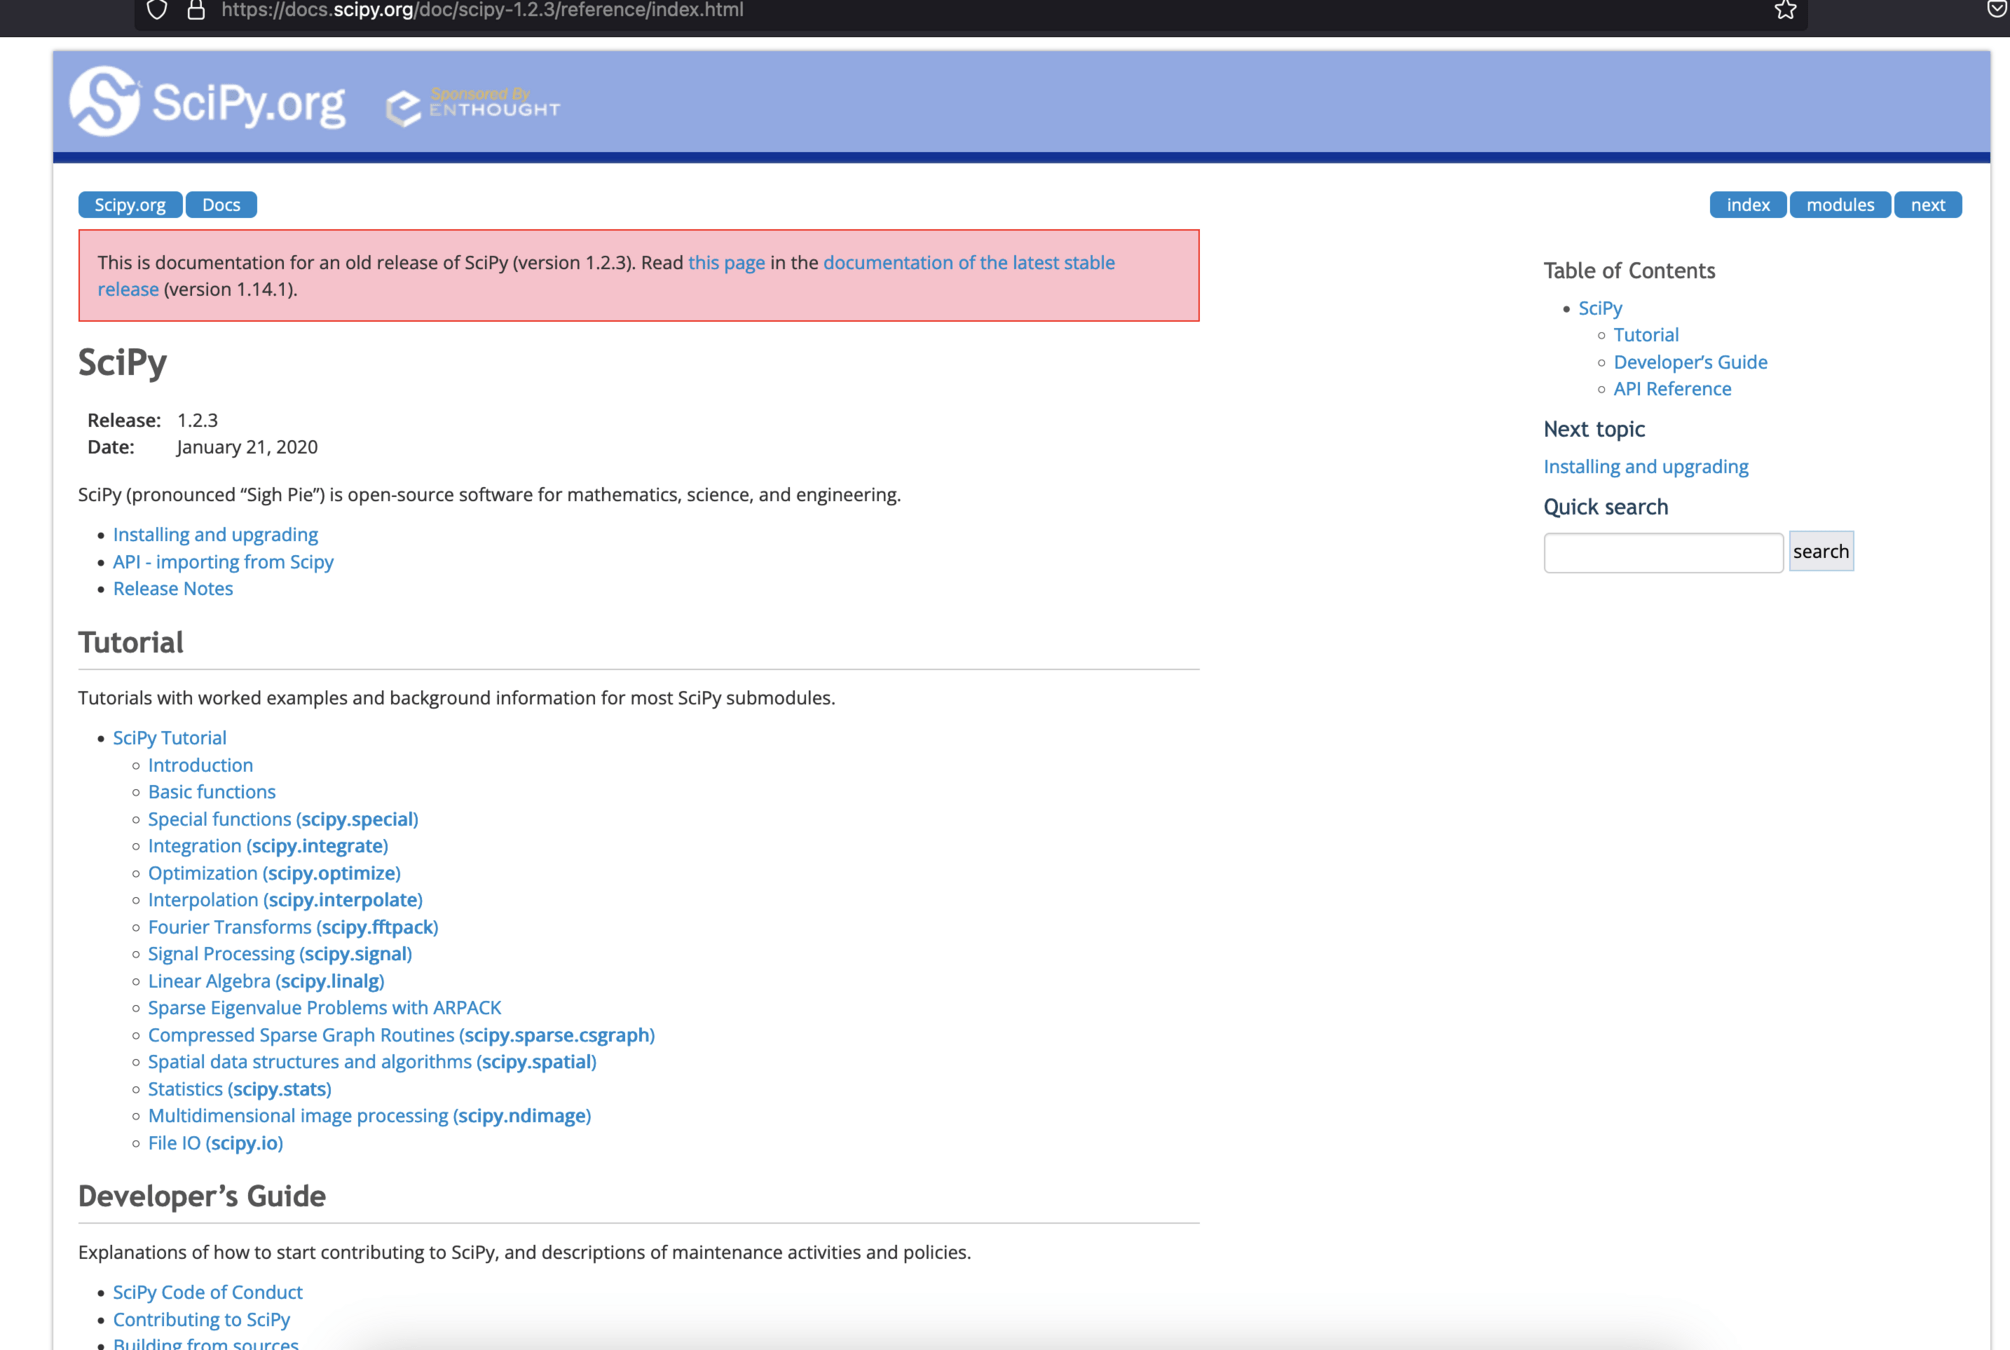 https://docs.scipy.org/doc/scipy-1.2.3/reference/index.html
SciPy.org
Sponsored By
ENTHOUGHT
Scipy.org Docs
index modules next
This is documentation for an old release of SciPy (version 1.2.3). Read this page in the documentation of the latest stable
release (version 1.14.1).
SciPy
Release: 1.2.3
Date: January 21, 2020
SciPy (pronounced “Sigh Pie”) is open-source software for mathematics, science, and engineering.
Installing and upgrading
API - importing from Scipy
Release Notes
Tutorial
Tutorials with worked examples and background information for most SciPy submodules.
SciPy Tutorial
Introduction
Basic functions
Special functions (scipy.special)
Integration (scipy.integrate)
Optimization (scipy.optimize)
Interpolation (scipy.interpolate)
Fourier Transforms (scipy.fftpack)
Signal Processing (scipy.signal)
Linear Algebra (scipy.linalg)
Sparse Eigenvalue Problems with ARPACK
Compressed Sparse Graph Routines (scipy.sparse.csgraph)
Spatial data structures and algorithms (scipy.spatial)
Statistics (scipy.stats)
Multidimensional image processing (scipy.ndimage)
File IO (scipy.io)
Developer’s Guide
Explanations of how to start contributing to SciPy, and descriptions of maintenance activities and policies.
SciPy Code of Conduct
Contributing to SciPy
Building from sources
Table of Contents
SciPy
Tutorial
Developer’s Guide
API Reference
Next topic
Installing and upgrading
Quick search
search